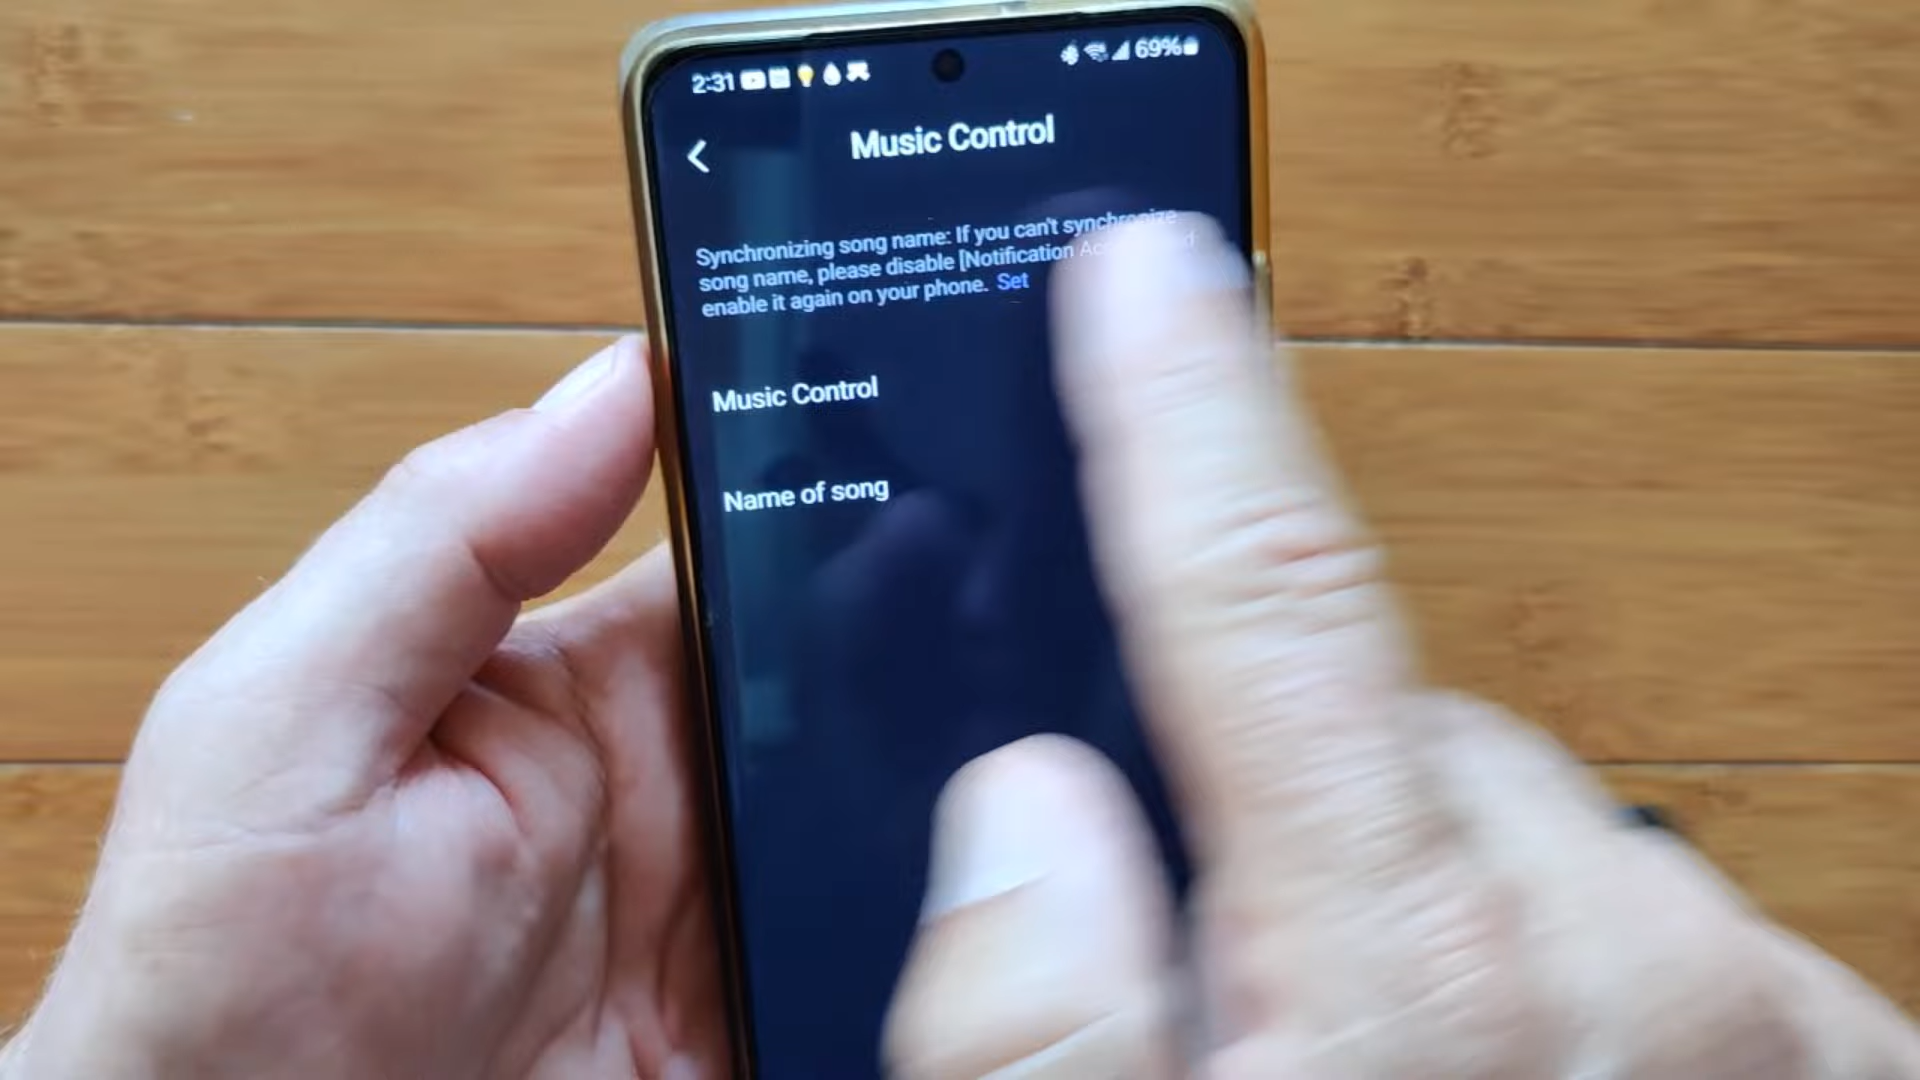 2:31 69%
Music Control
Synchronizing song name: If you can't synchronize
song name, please disable [Notification
enable it again on your phone. Set
Music Control
Name of song